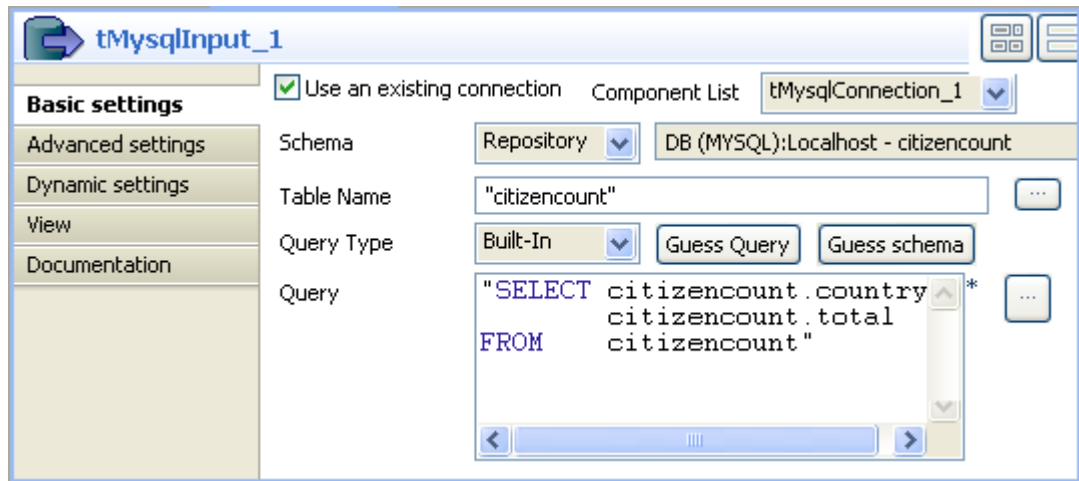 tMysqlInput_1
Basic settings
Advanced settings
Dynamic settings
View
Documentation
Use an existing connection Component List tMysqlConnection_1
Schema Repository DB (MYSQL):Localhost - citizencount
Table Name "citizencount" ...
Query Type Built-In Guess Query Guess schema
Query "SELECT citizencount.country * ...
citizencount.total
FROM citizencount"